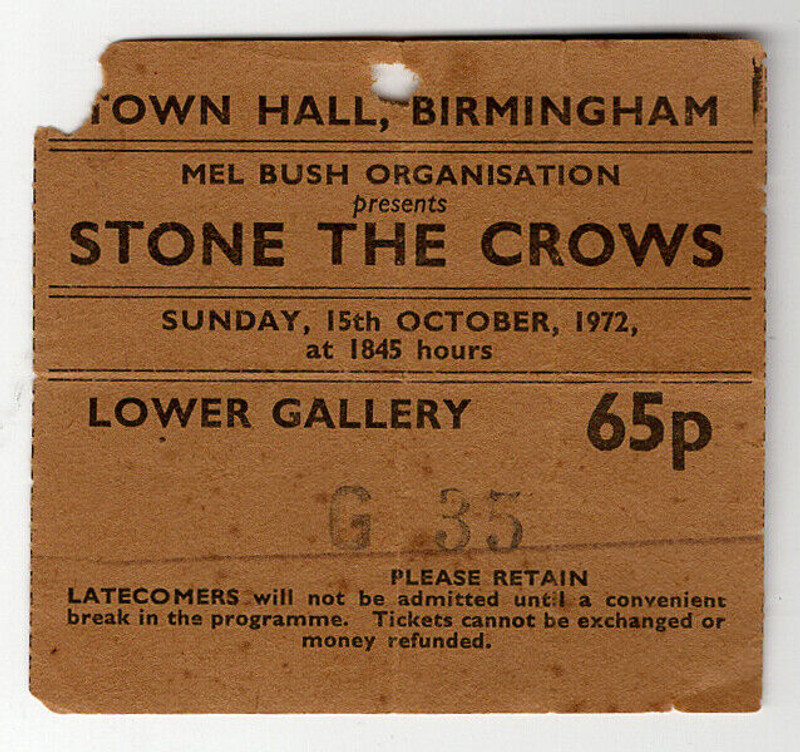 TOWN HALL, BIRMINGHAM
MEL BUSH ORGANISATION
presents
STONE THE CROWS
SUNDAY, 15th OCTOBER, 1972,
at 1845 hours
LOWER GALLERY 65p
G 35
PLEASE RETAIN
LATECOMERS will not be admitted until a convenient
break in the programme. Tickets cannot be exchanged or
money refunded.